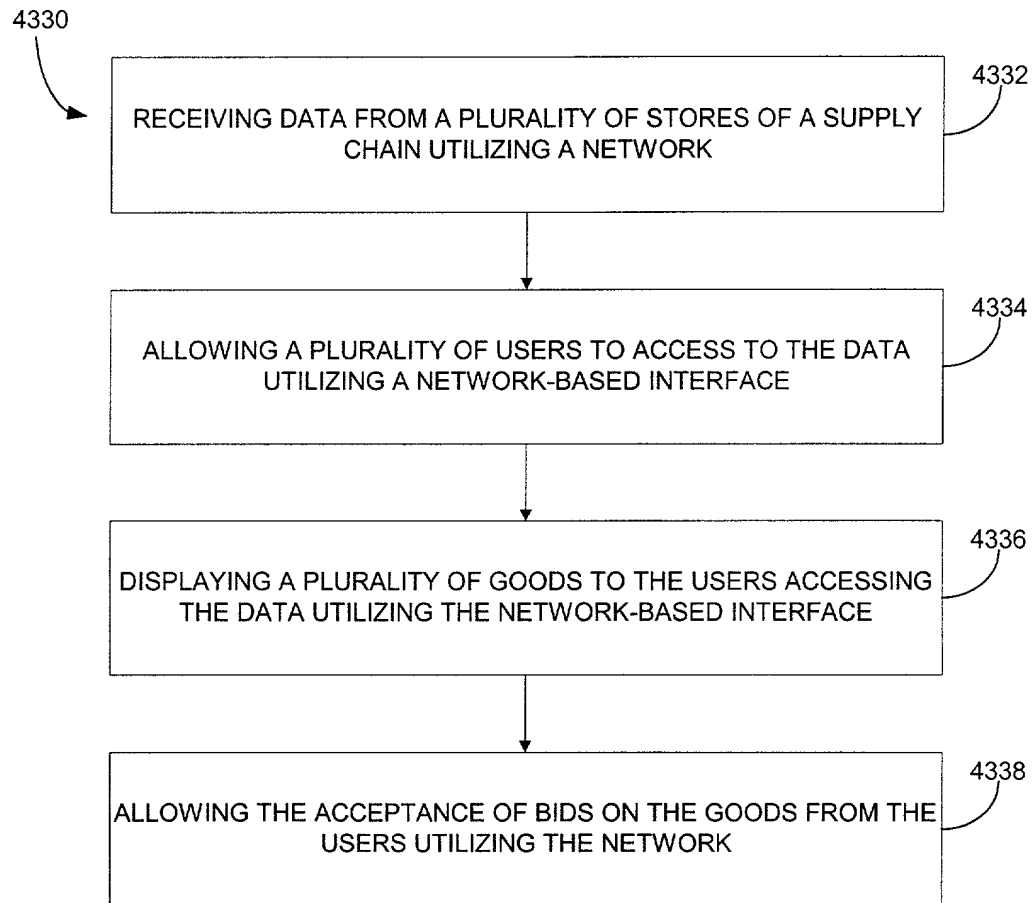 4330
4332
RECEIVING DATA FROM A PLURALITY OF STORES OF A SUPPLY
CHAIN UTILIZING A NETWORK
4334
ALLOWING A PLURALITY OF USERS TO ACCESS TO THE DATA
UTILIZING A NETWORK-BASED INTERFACE
4336
DISPLAYING A PLURALITY OF GOODS TO THE USERS ACCESSING
THE DATA UTILIZING THE NETWORK-BASED INTERFACE
4338
ALLOWING THE ACCEPTANCE OF BIDS ON THE GOODS FROM THE
USERS UTILIZING THE NETWORK